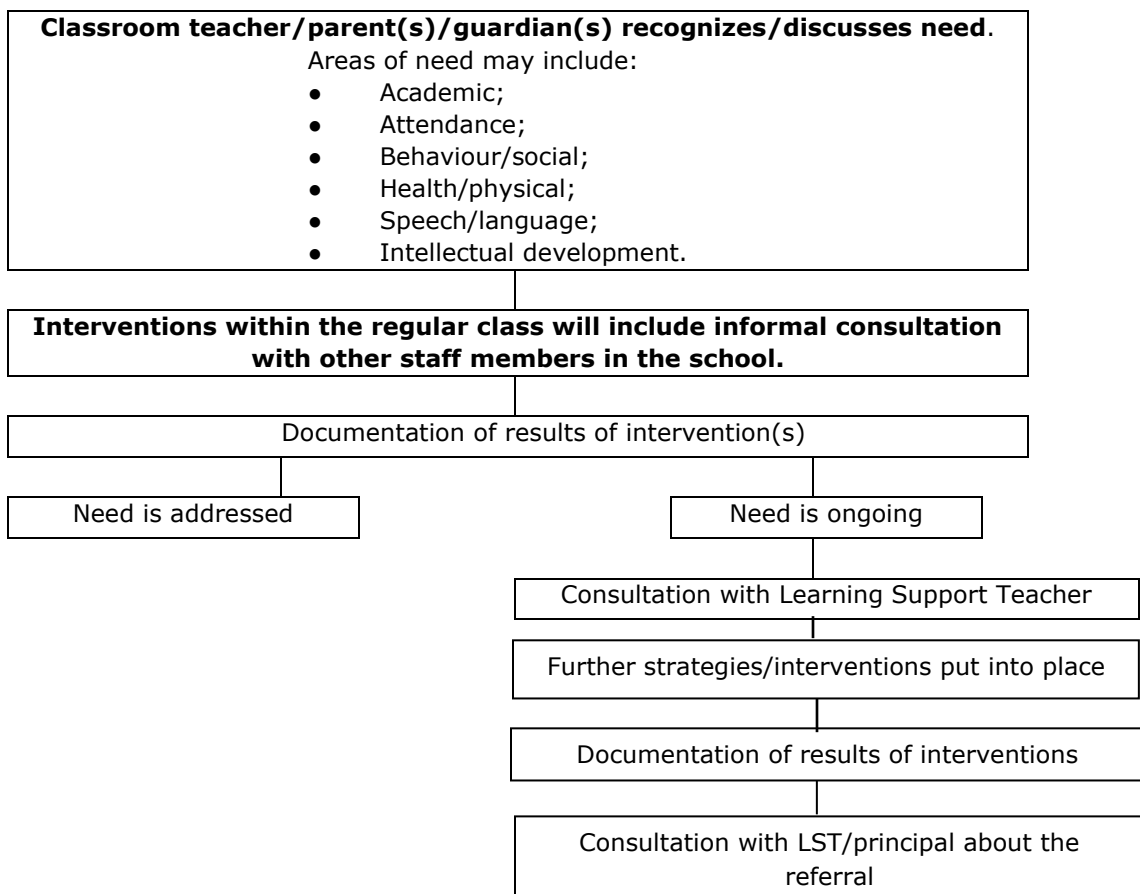 Classroom teacher/parent(s)/guardian(s) recognizes/discusses need.
Areas of need may include:
● Academic;
● Attendance;
● Behaviour/social;
● Health/physical;
● Speech/language;
● Intellectual development.
Interventions within the regular class will include informal consultation
with other staff members in the school.
Documentation of results of intervention(s)
Need is addressed
Need is ongoing
Consultation with Learning Support Teacher
Further strategies/interventions put into place
Documentation of results of interventions
Consultation with LST/principal about the
referral